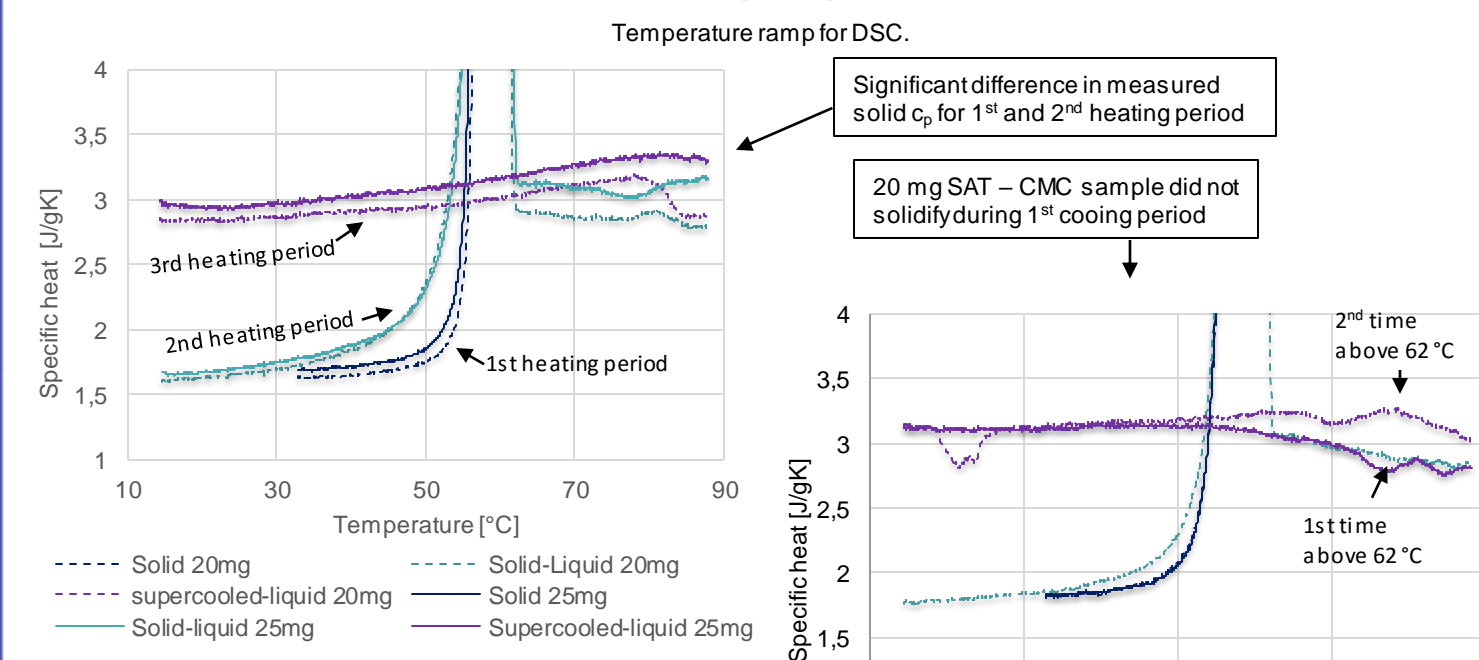 Temperature ramp for DSC.
Significant difference in measured
solid cp for 1st and 2nd heating period
20 mg SAT – CMC sample did not
solidify during 1st cooing period
4
3,5
3
2,5
2
1,5
1
Specific heat [J/gK]
3rd heating period
2nd heating period
1st heating period
10
30
50
70
90
Temperature [°C]
Solid 20mg
Solid-Liquid 20mg
supercooled-liquid 20mg
Solid 25mg
Solid-liquid 25mg
Supercooled-liquid 25mg
4
3,5
3
2,5
2
1,5
Specific heat [J/gK]
2nd time
above 62 °C
1st time
above 62 °C